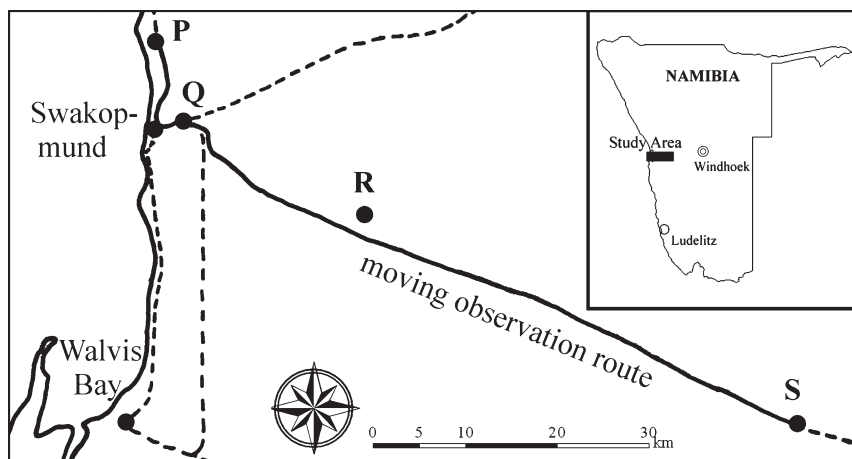 P
Q
Swakop-
mund
R
moving observation route
Walvis
Bay
S
0 5 10 20 30
km
NAMIBIA
Study Area
Windhoek
Ludelitz